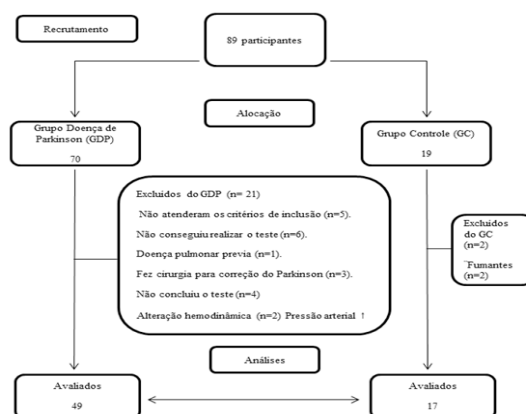 Recrutamento
89 participantes
Alocação
Grupo Doença de
Parkinson (GDP)
70
Grupo Controle (GC)
19
Excluidos do GDP (n= 21)
Não atenderam os critérios de inclusão (n=5).
Não conseguiu realizar o teste (n=6).
Doença pulmonar previa (n=1).
Fez cirurgia para correção do Parkinson (n=3).
Não concluiu o teste (n=4)
Alteração hemodinâmica (n=2) Pressão arterial ↑
Excluidos
do GC
(n=2)
Fumantes
(n=2)
Análises
Avaliados
49
Avaliados
17